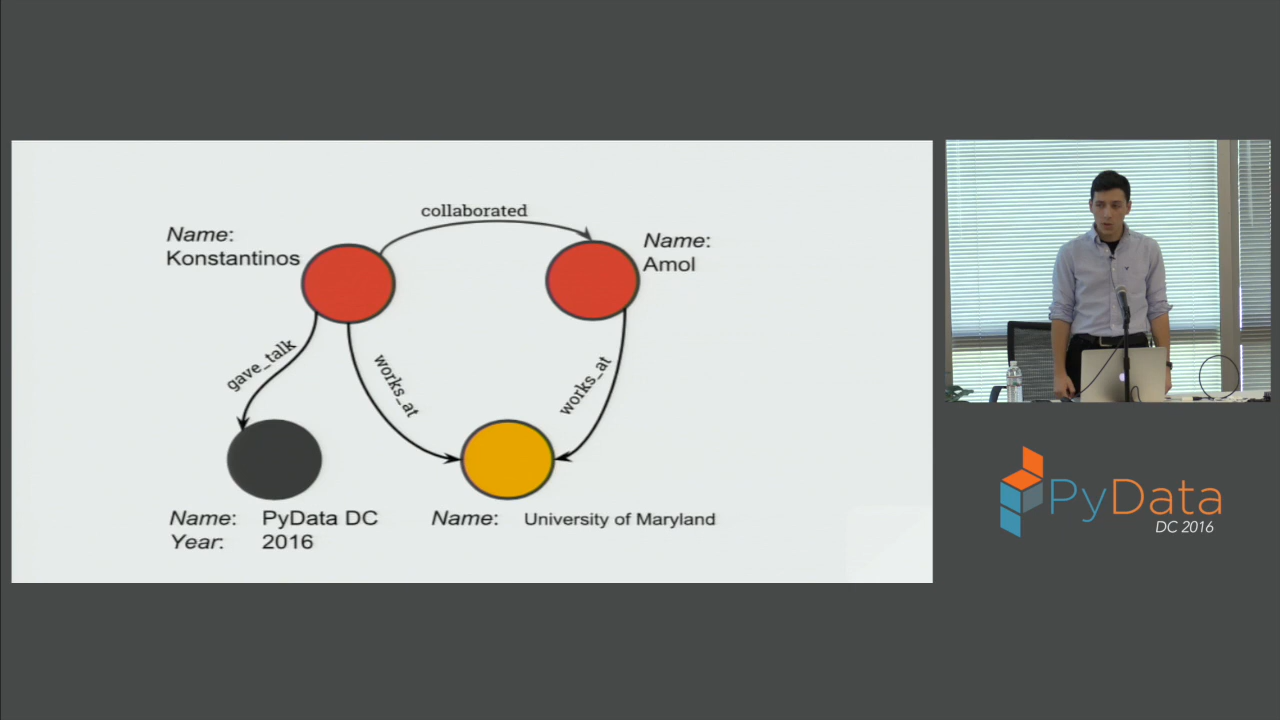 collaborated
Name:
Konstantinos
Name:
Amol
gave_talk
works_at
works_at
Name: PyData DC
Year: 2016
Name: University of Maryland
PyData
DC 2016